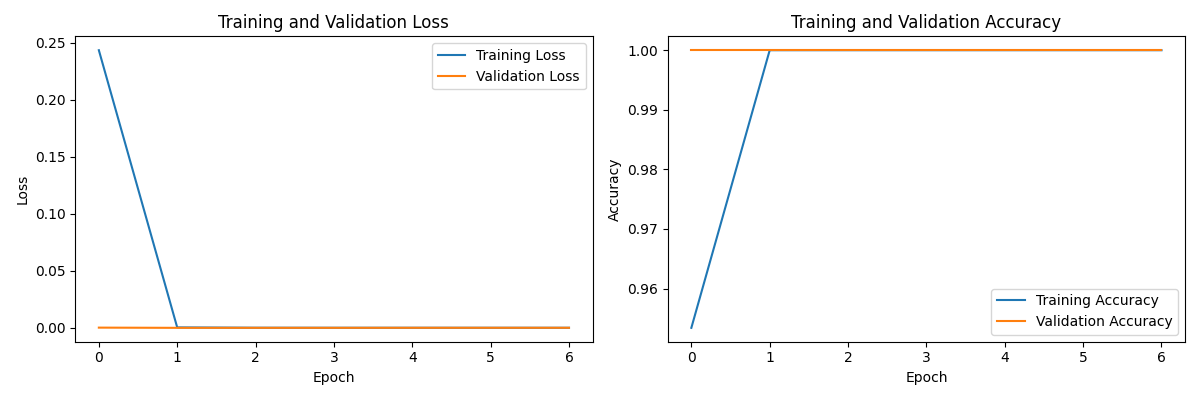 Training and Validation Loss
0.25
0.20
0.15
0.10
0.05
0.00
Loss
Training Loss
Validation Loss
0 1 2 3 4 5 6
Epoch
Training and Validation Accuracy
1.00
0.99
0.98
0.97
0.96
Accuracy
Training Accuracy
Validation Accuracy
0 1 2 3 4 5 6
Epoch